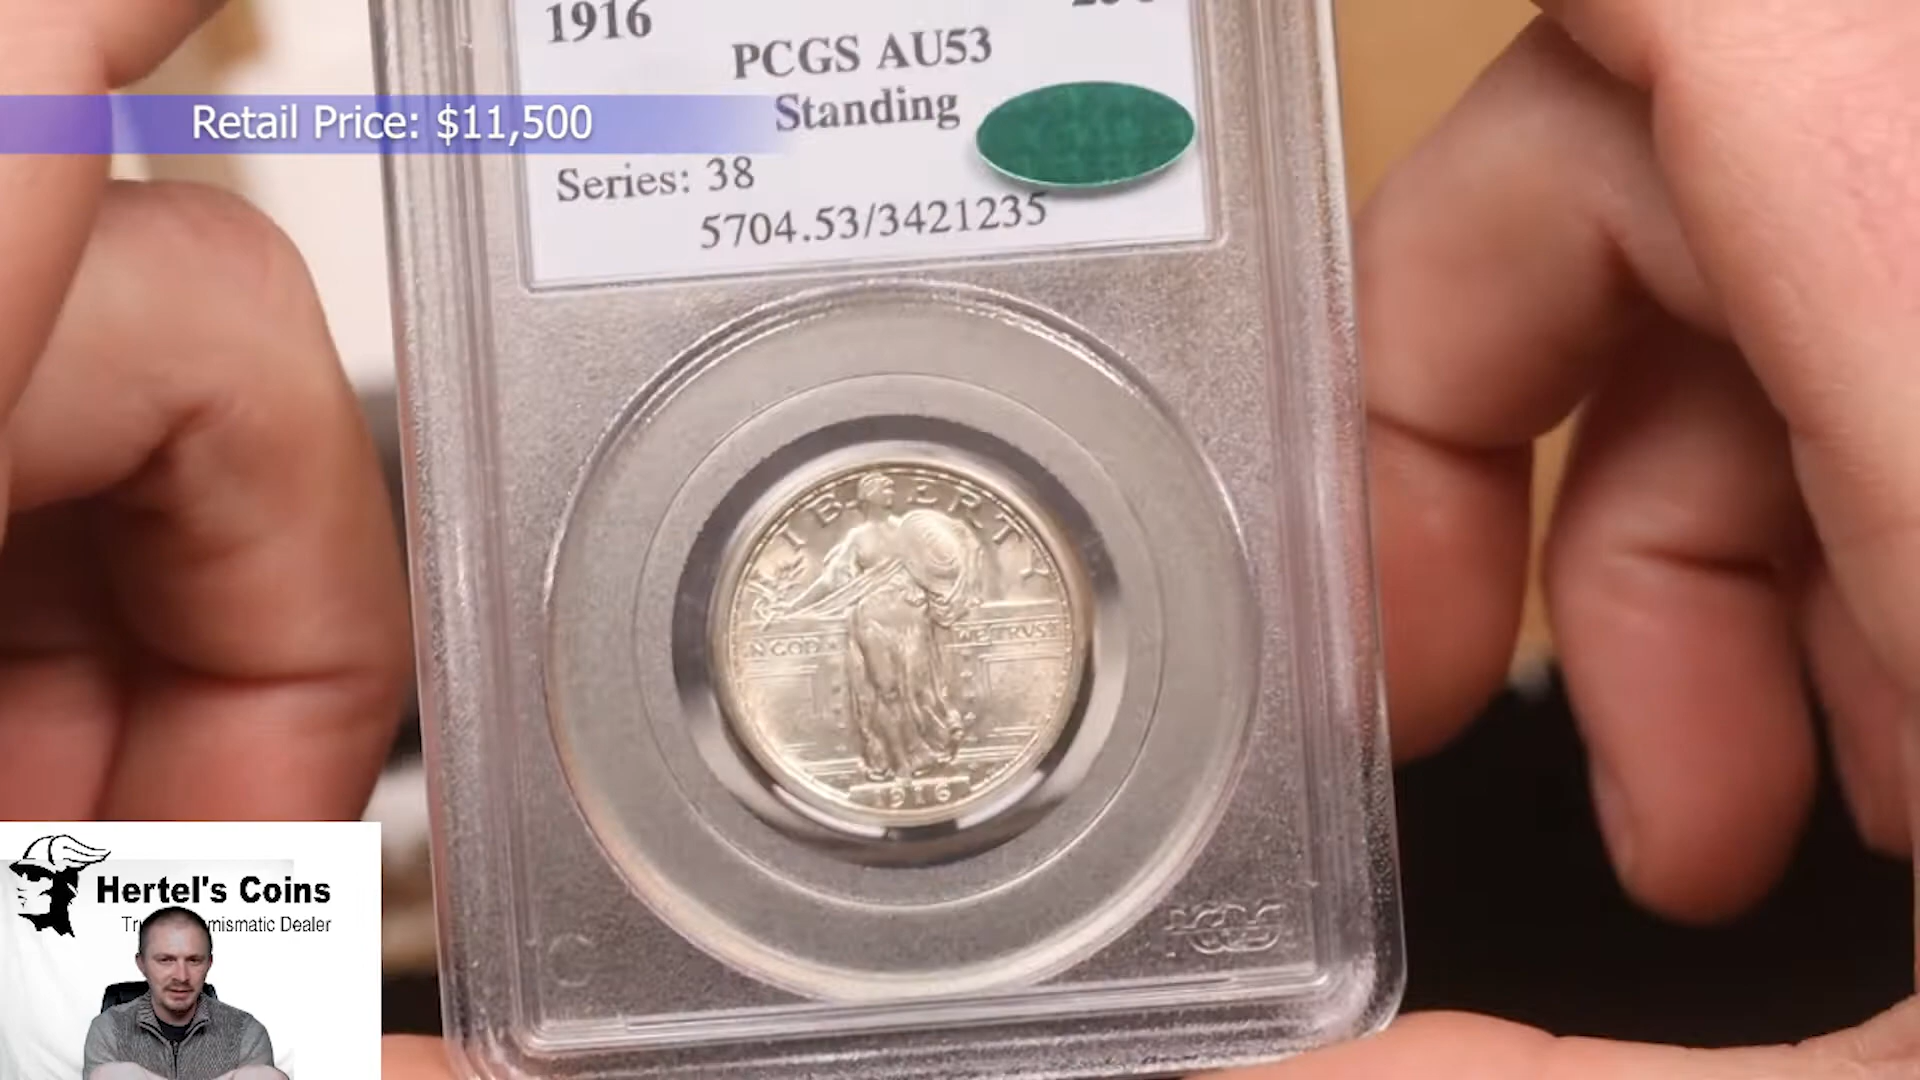 1916
PCGS AU53
Standing
Retail Price: $11,500
Series: 38
5704.53/3421235
LIBERTY
IN GOD WE TRUST
1916
PCGS
Hertel's Coins
Dealer